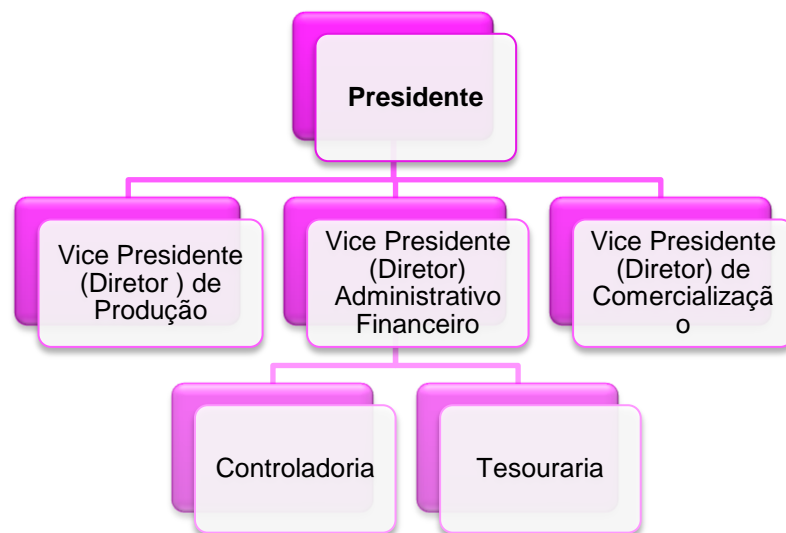 Presidente
Vice Presidente
(Diretor ) de
Produção
Vice Presidente
(Diretor)
Administrativo
Financeiro
Vice Presidente
(Diretor) de
Comercializaçã
o
Controladoria
Tesouraria